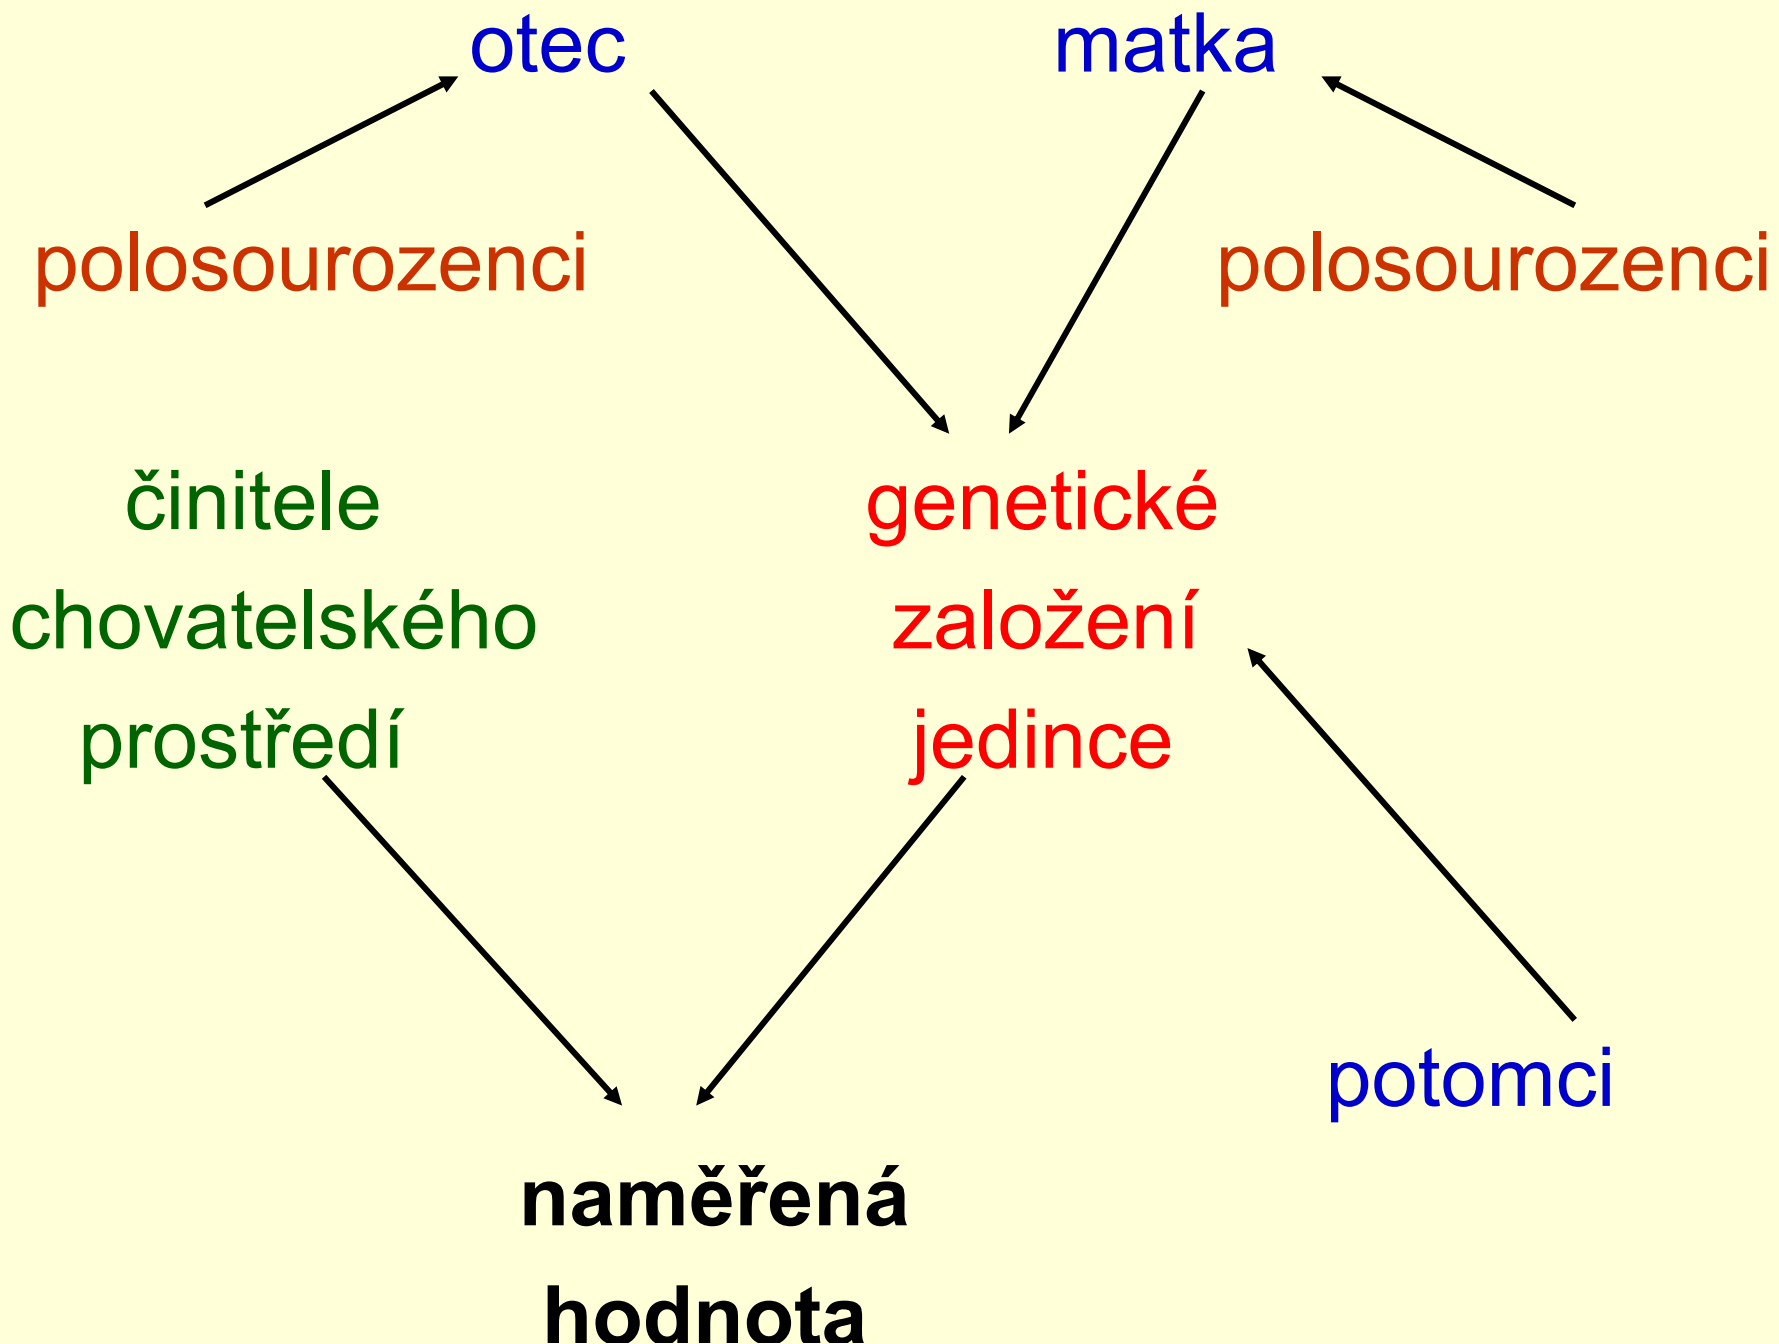 otec
matka
polosourozenci
polosourozenci
činitele
chovatelského
prostředí
genetické
založení
jedince
potomci
naměřená
hodnota